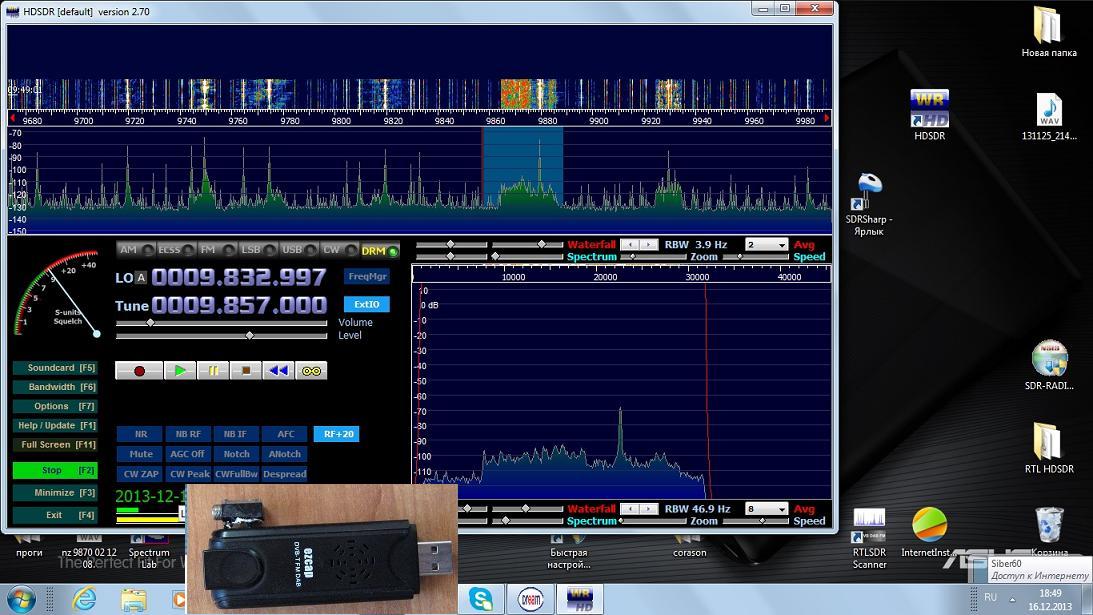 HDSDR [default] version 2.70
09:49:01
9680 9700 9720 9740 9760 9780 9800 9820 9840 9860 9880 9900 9920 9940 9960 9980
-70
-80
-90
-100
-110
-120
-130
-140
-150
AM ECSS FM LSB USB CW DRM
LO A 0009.832.997
FreqMgr
Tune 0009.857.000
ExtIO
Volume
Level
+40
+20
9
7
5
3
1
S-units
Squelch
Waterfall RBW 3.9 Hz 2 Avg
Spectrum Zoom Speed
10000 20000 30000 40000
0 dB
-10
-20
-30
-40
-50
-60
-70
-80
-90
-100
-110
-120
Soundcard [F5]
Bandwidth [F6]
Options [F7]
Help / Update [F1]
Full Screen [F11]
Stop [F2]
Minimize [F3]
Exit [F4]
NR NB RF NB IF AFC RF+20
Mute AGC Off Notch ANotch
CW ZAP CW Peak CWFullBw Despread
2013-12-1
Waterfall RBW 46.9 Hz 8 Avg
Spectrum Zoom Speed
ezcap
DVB-T FM DAB
Новая папка
WR
HD
HDSDR
WAV
131125_214...
SDRSharp -
Ярлык
SDR-RADI...
RTL HDSDR
RTLSDR
Scanner
InternetInst...
Корзина
проги
nz 9870 02 12
08...
Spectrum
Lab
Быстрая
настрой...
corason
The Perfect
For W
Siber60
Доступ к Интернету
Dream
WR
HD
RU
18:49
16.12.2013